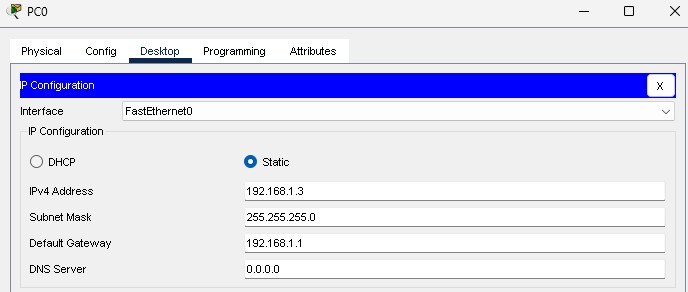 PC0
Physical Config Desktop Programming Attributes
IP Configuration X
Interface FastEthernet0
IP Configuration
DHCP Static
IPv4 Address 192.168.1.3
Subnet Mask 255.255.255.0
Default Gateway 192.168.1.1
DNS Server 0.0.0.0